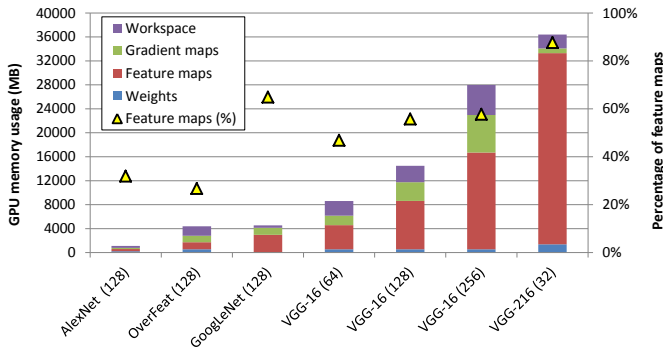 40000
36000
32000
28000
24000
20000
16000
12000
8000
4000
0
GPU memory usage (MB)
Workspace
Gradient maps
Feature maps
Weights
Feature maps (%)
100%
80%
60%
40%
20%
0%
Percentage of feature maps
AlexNet (128)
OverFeat (128)
GoogLeNet (128)
VGG-16 (64)
VGG-16 (128)
VGG-16 (256)
VGG-216 (32)